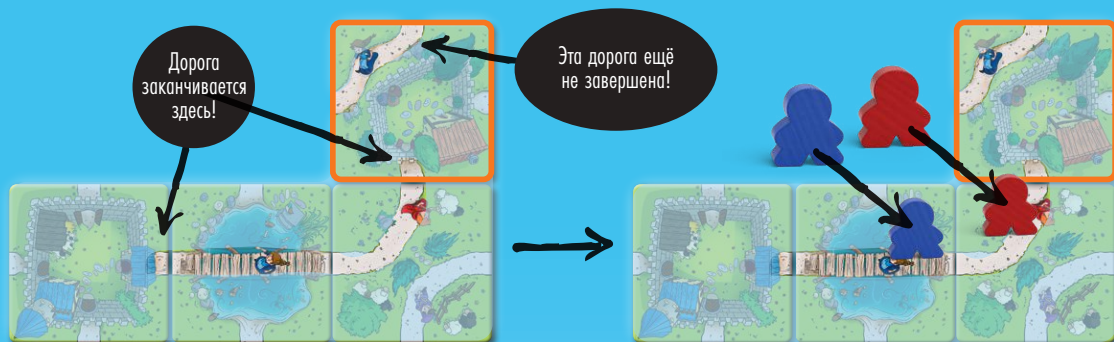 Дорога
заканчивается
здесь!
Эта дорога ещё
не завершена!